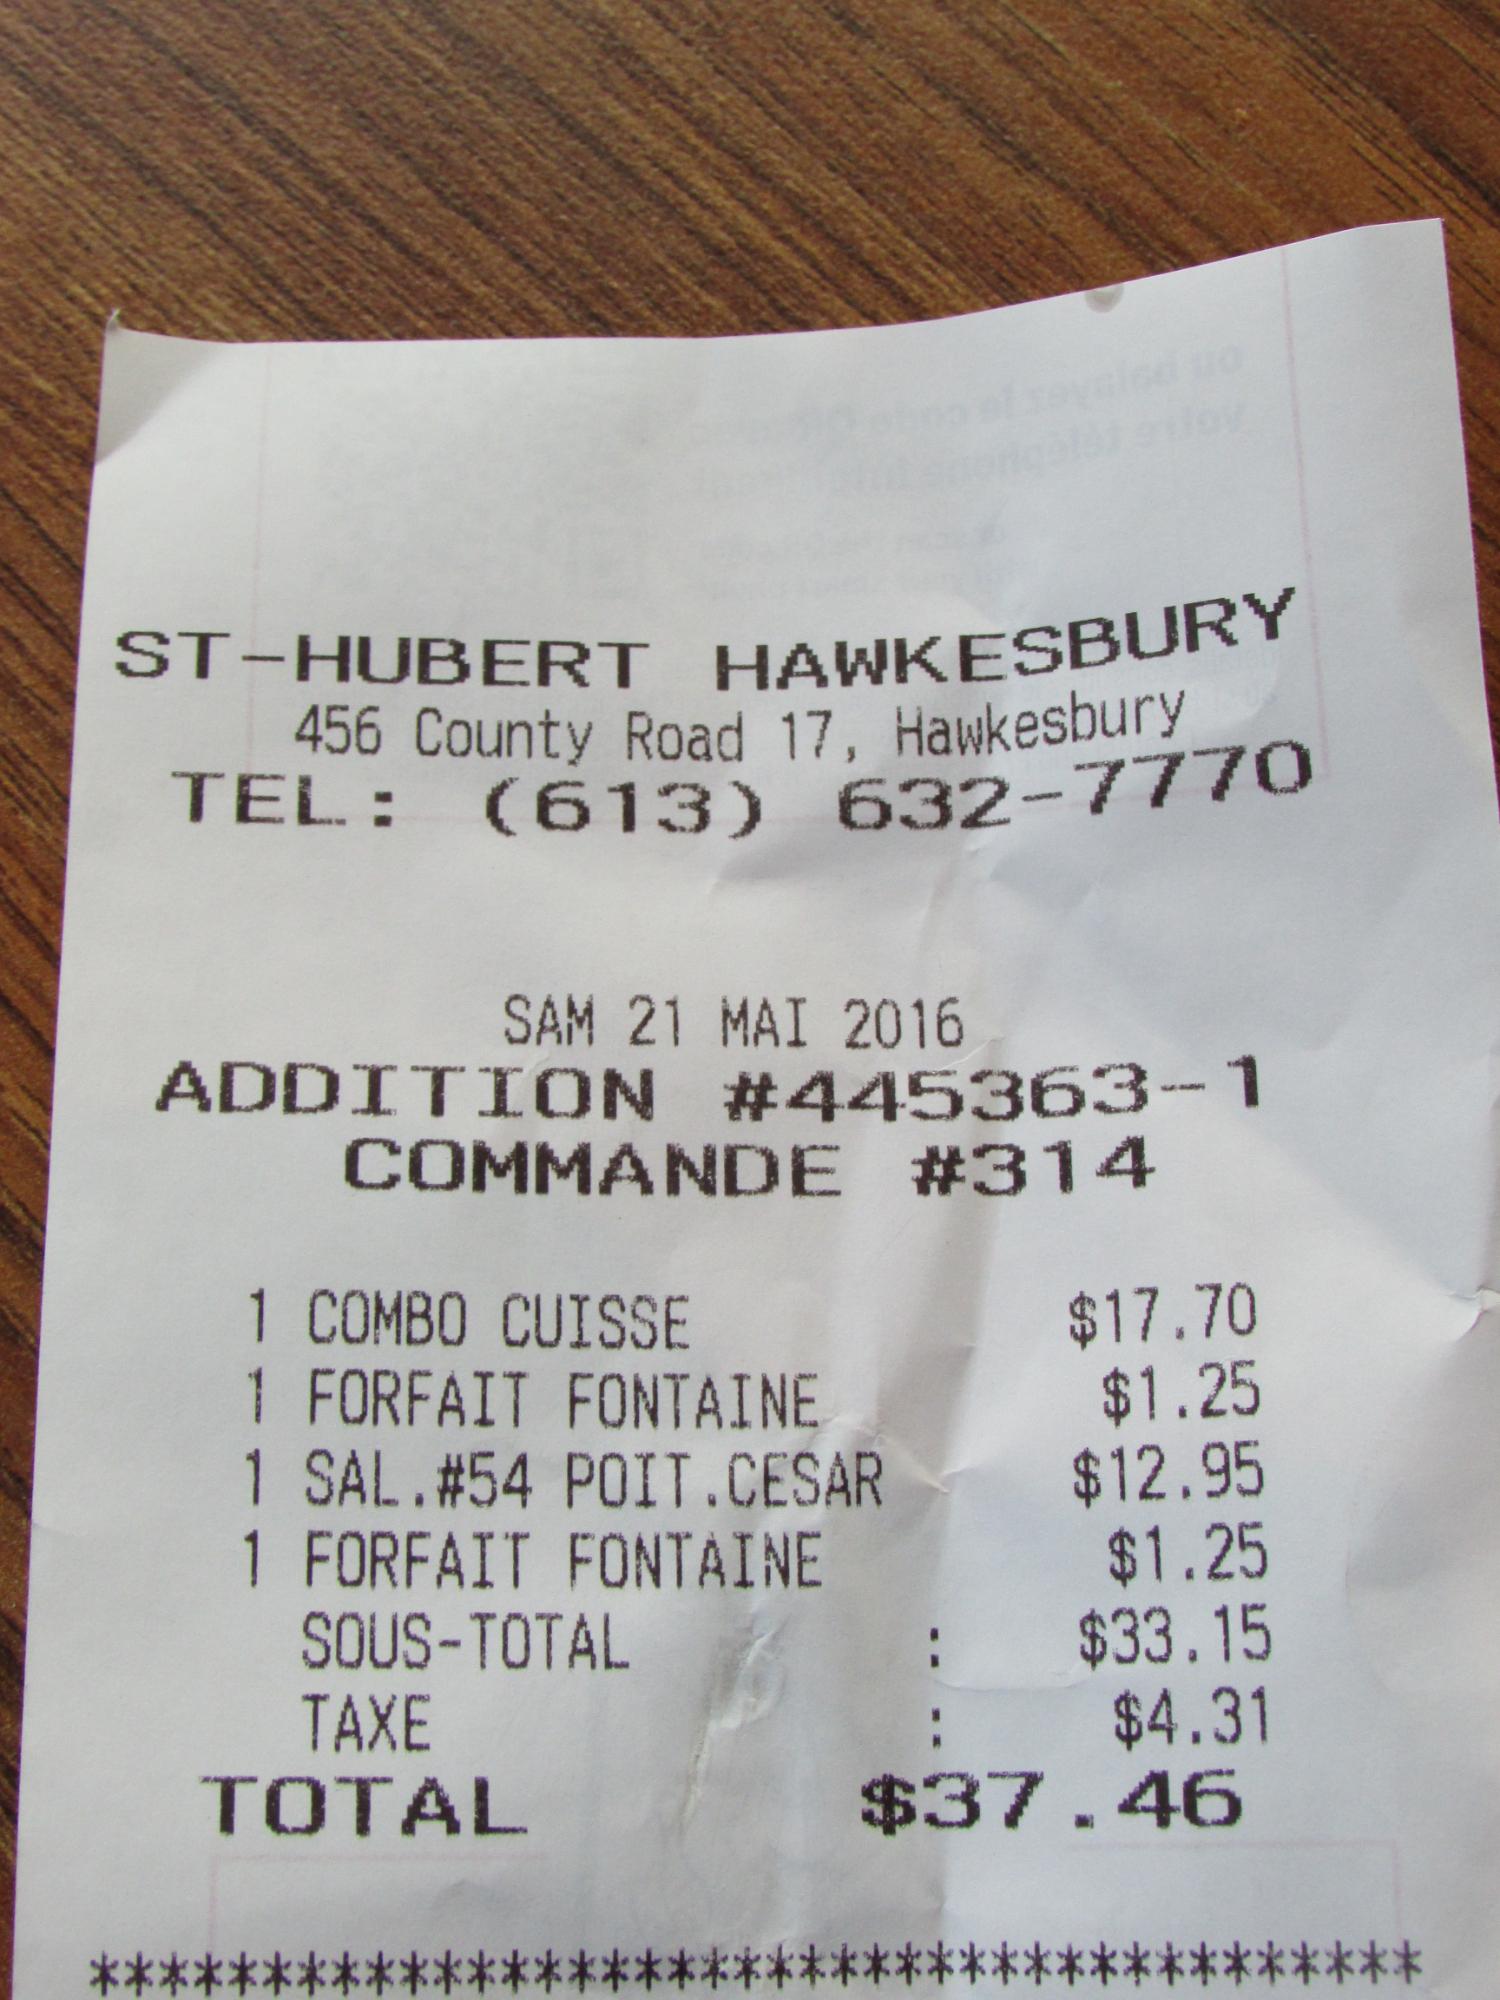 ST-HUBERT HAWKESBURY
456 County Road 17, Hawkesbury
TEL: (613) 632-7770
SAM 21 MAI 2016
ADDITION #445363-1
COMMANDE #314
1 COMBO CUISSE $17.70
1 FORFAIT FONTAINE $1.25
1 SAL.#54 POIT.CESAR $12.95
1 FORFAIT FONTAINE $1.25
SOUS-TOTAL : $33.15
TAXE : $4.31
TOTAL $37.46
***************************************